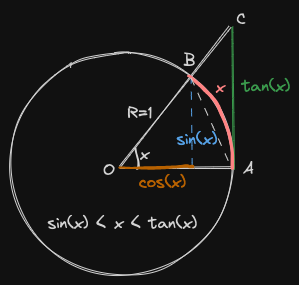 C
B
x
tan(x)
R=1
sin(x)
x
O
A
cos(x)
sin(x) < x < tan(x)